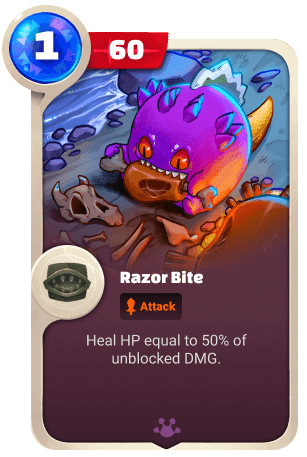 1
60
Razor Bite
Attack
Heal HP equal to 50% of
unblocked DMG.